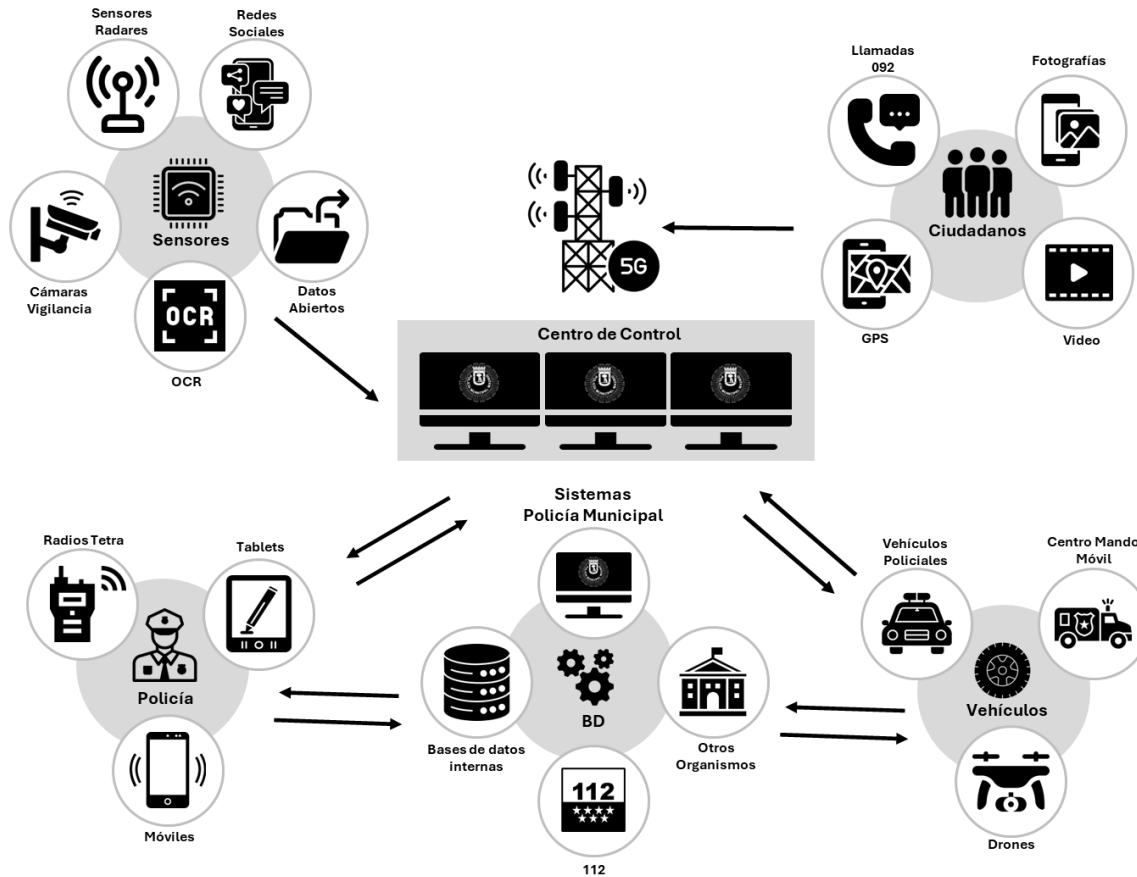 Sensores
Radares
Redes
Sociales
Sensores
Cámaras
Vigilancia
Datos
Abiertos
OCR
OCR
5G
Llamadas
092
Fotografías
Ciudadanos
GPS
Video
Centro de Control
Radios Tetra
Tablets
Policía
Móviles
Sistemas
Policía Municipal
BD
Bases de datos
internas
Otros
Organismos
112
112
Vehículos
Policiales
Centro Mando
Móvil
Vehículos
Drones